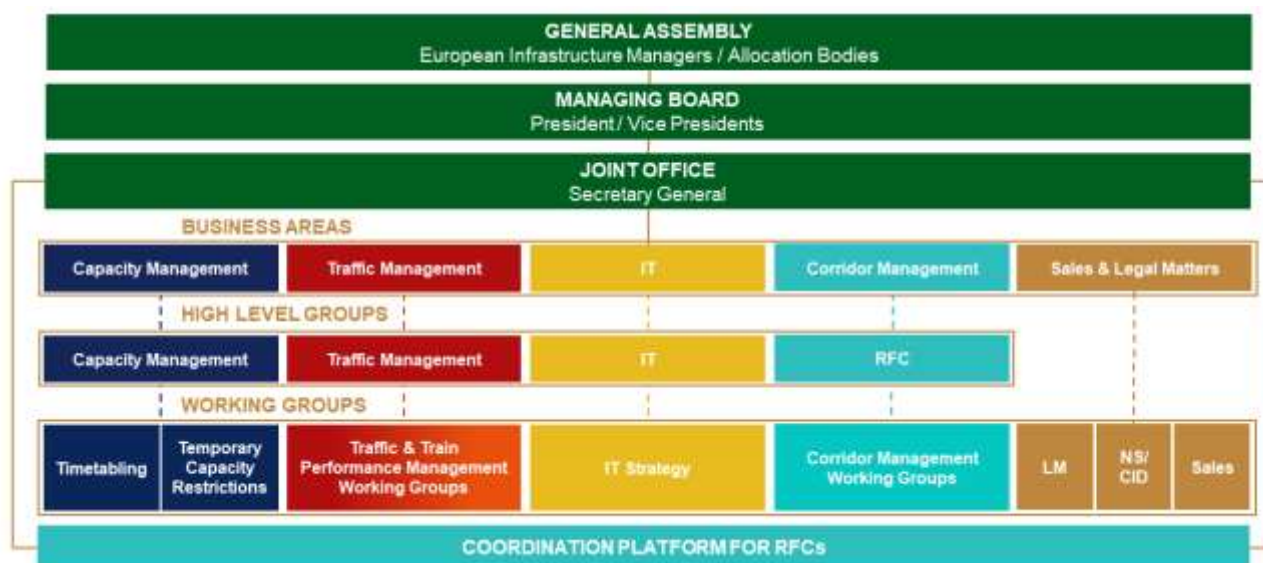 GENERAL ASSEMBLY
European Infrastructure Managers / Allocation Bodies
MANAGING BOARD
President / Vice Presidents
JOINT OFFICE
Secretary General
BUSINESS AREAS
Capacity Management
Traffic Management
IT
Corridor Management
Sales & Legal Matters
HIGH LEVEL GROUPS
Capacity Management
Traffic Management
IT
RFC
WORKING GROUPS
Timetabling
Temporary
Capacity
Restrictions
Traffic & Train
Performance Management
Working Groups
IT Strategy
Corridor Management
Working Groups
LM
NS/
CID
Sales
COORDINATION PLATFORM FOR RFCs